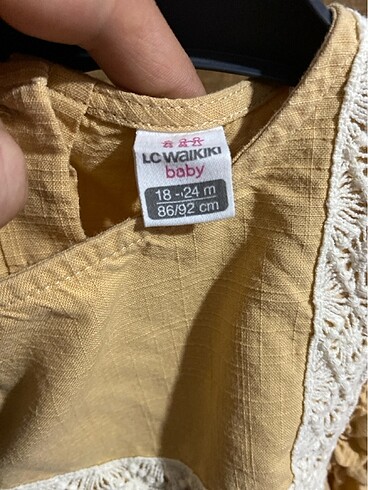 LC WAIKIKI
baby
18 - 24 m
86/92 cm